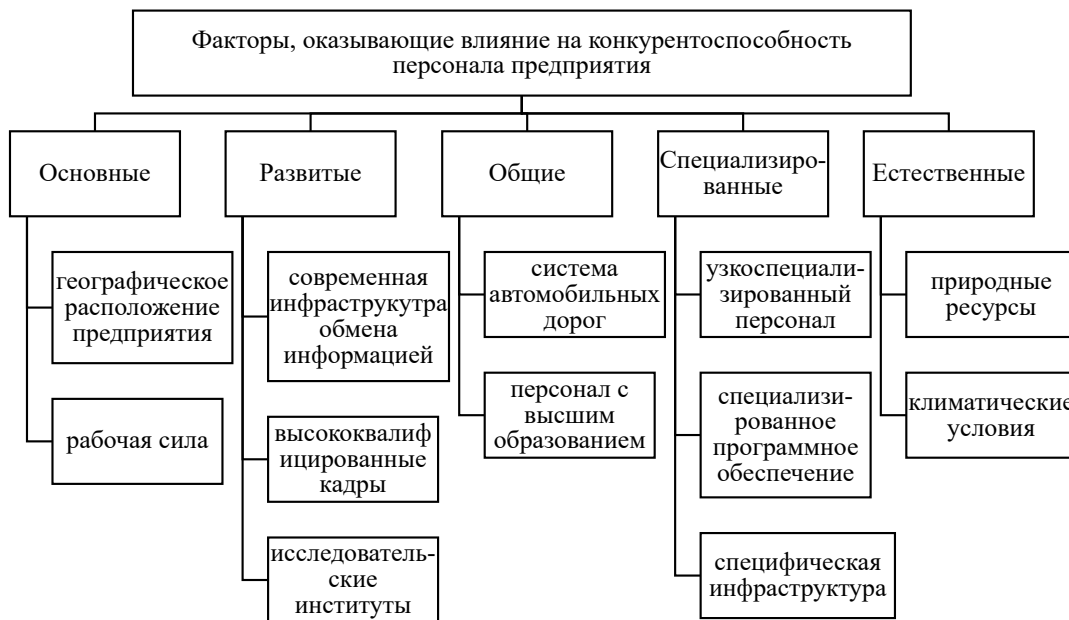 Факторы, оказывающие влияние на конкурентоспособность
персонала предприятия
Основные
Развитые
Общие
Специализиро-
ванные
Естественные
географическое
расположение
предприятия
рабочая сила
современная
инфраструкутра
обмена
информацией
высококвалиф
ицированные
кадры
исследователь-
ские
институты
система
автомобильных
дорог
персонал с
высшим
образованием
узкоспециали-
зированный
персонал
специализи-
рованное
программное
обеспечение
специфическая
инфраструктура
природные
ресурсы
климатические
условия